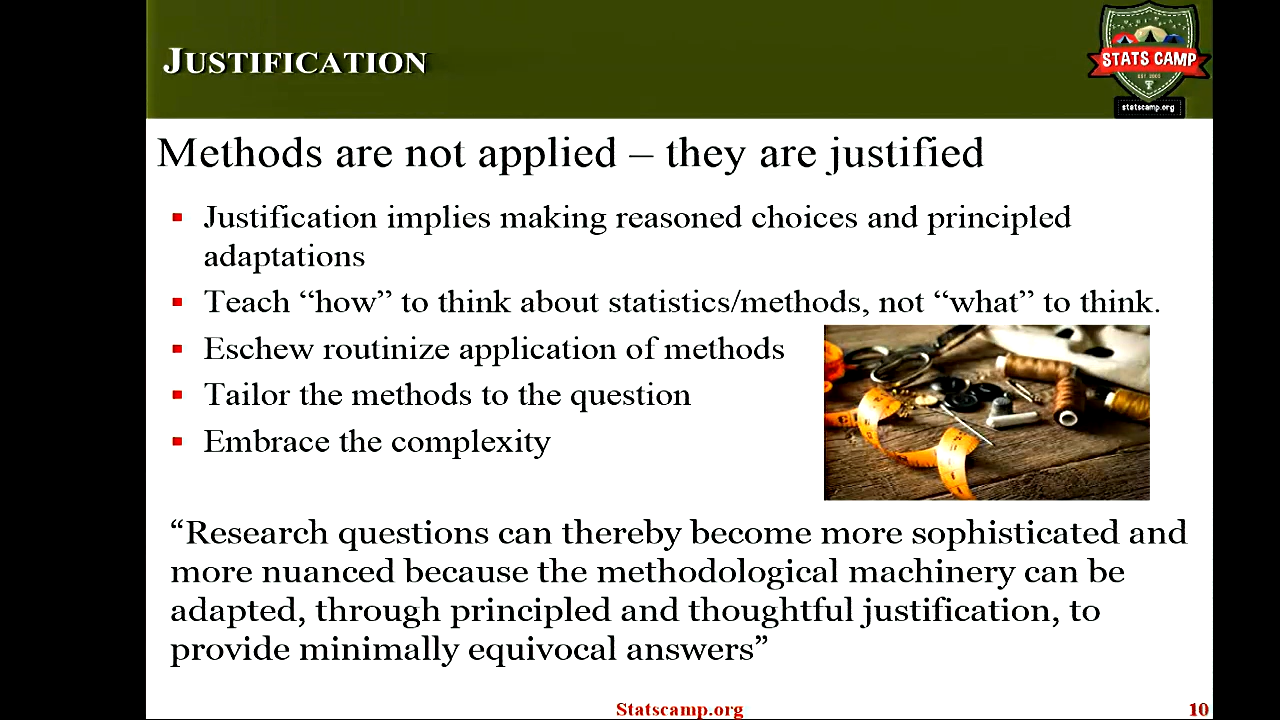 JUSTIFICATION
STATS CAMP
EST. 2003
statscamp.org
Methods are not applied – they are justified
Justification implies making reasoned choices and principled
adaptations
Teach “how” to think about statistics/methods, not “what” to think.
Eschew routinize application of methods
Tailor the methods to the question
Embrace the complexity
“Research questions can thereby become more sophisticated and
more nuanced because the methodological machinery can be
adapted, through principled and thoughtful justification, to
provide minimally equivocal answers”
Statscamp.org
10